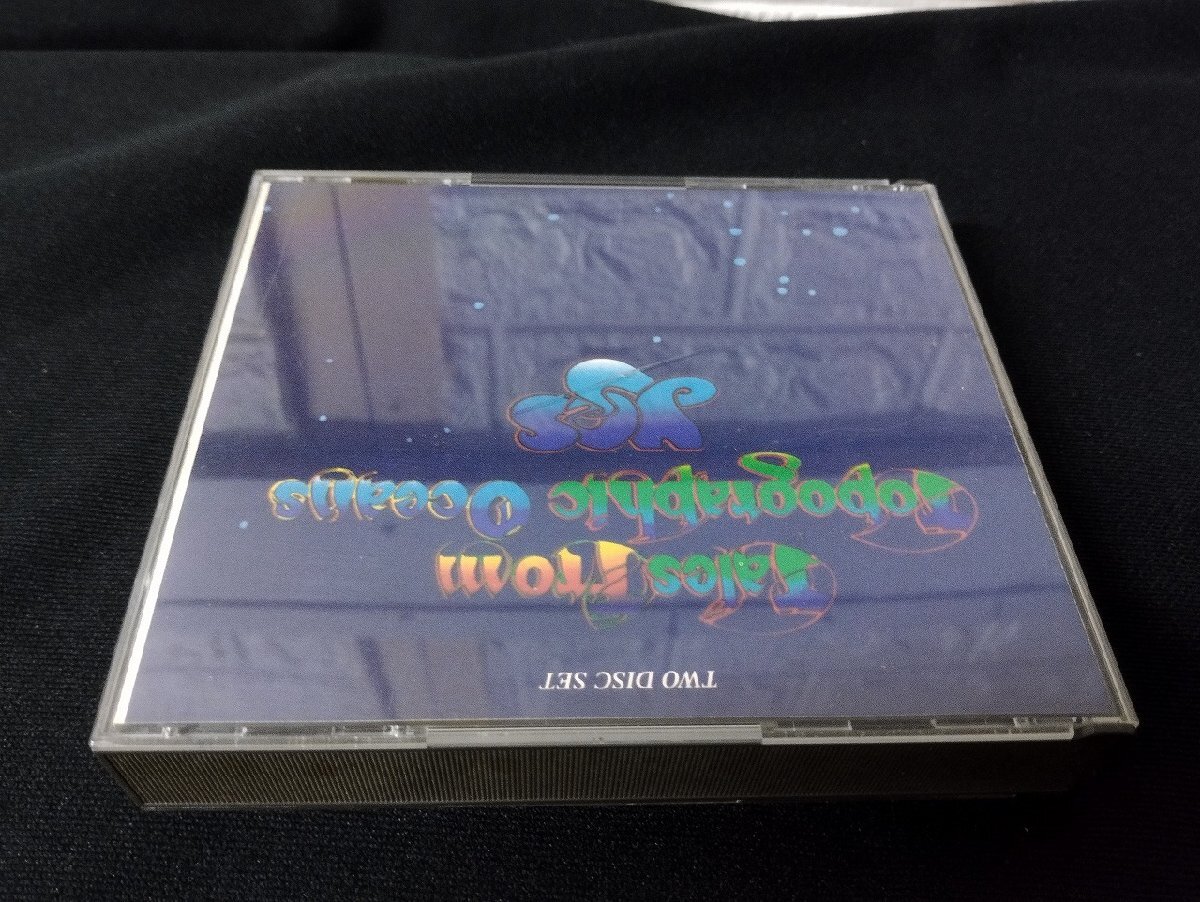 TWO DISC SET
Tales From
Topographic Oceans
yes